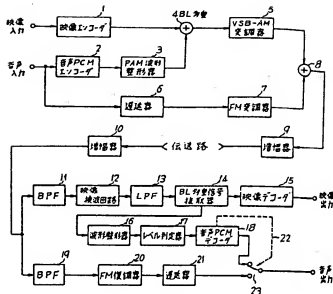 映像入力
1
映像エンコーダ
4 BL多重
5
VSB-AM変調器
音声入力
2
音声PCMエンコーダ
3
PAM波形整形器
8
6
遅延器
7
FM変調器
10
増幅器
伝送路
9
増幅器
11
BPF
12
映像検波回路
13
LPF
14
BL多重信号抜取器
15
映像デコーダ
映像出力
16
波形整形器
17
レベル判定器
18
音声PCMデコーダ
22
19
BPF
20
FM復調器
21
遅延器
23
音声出力